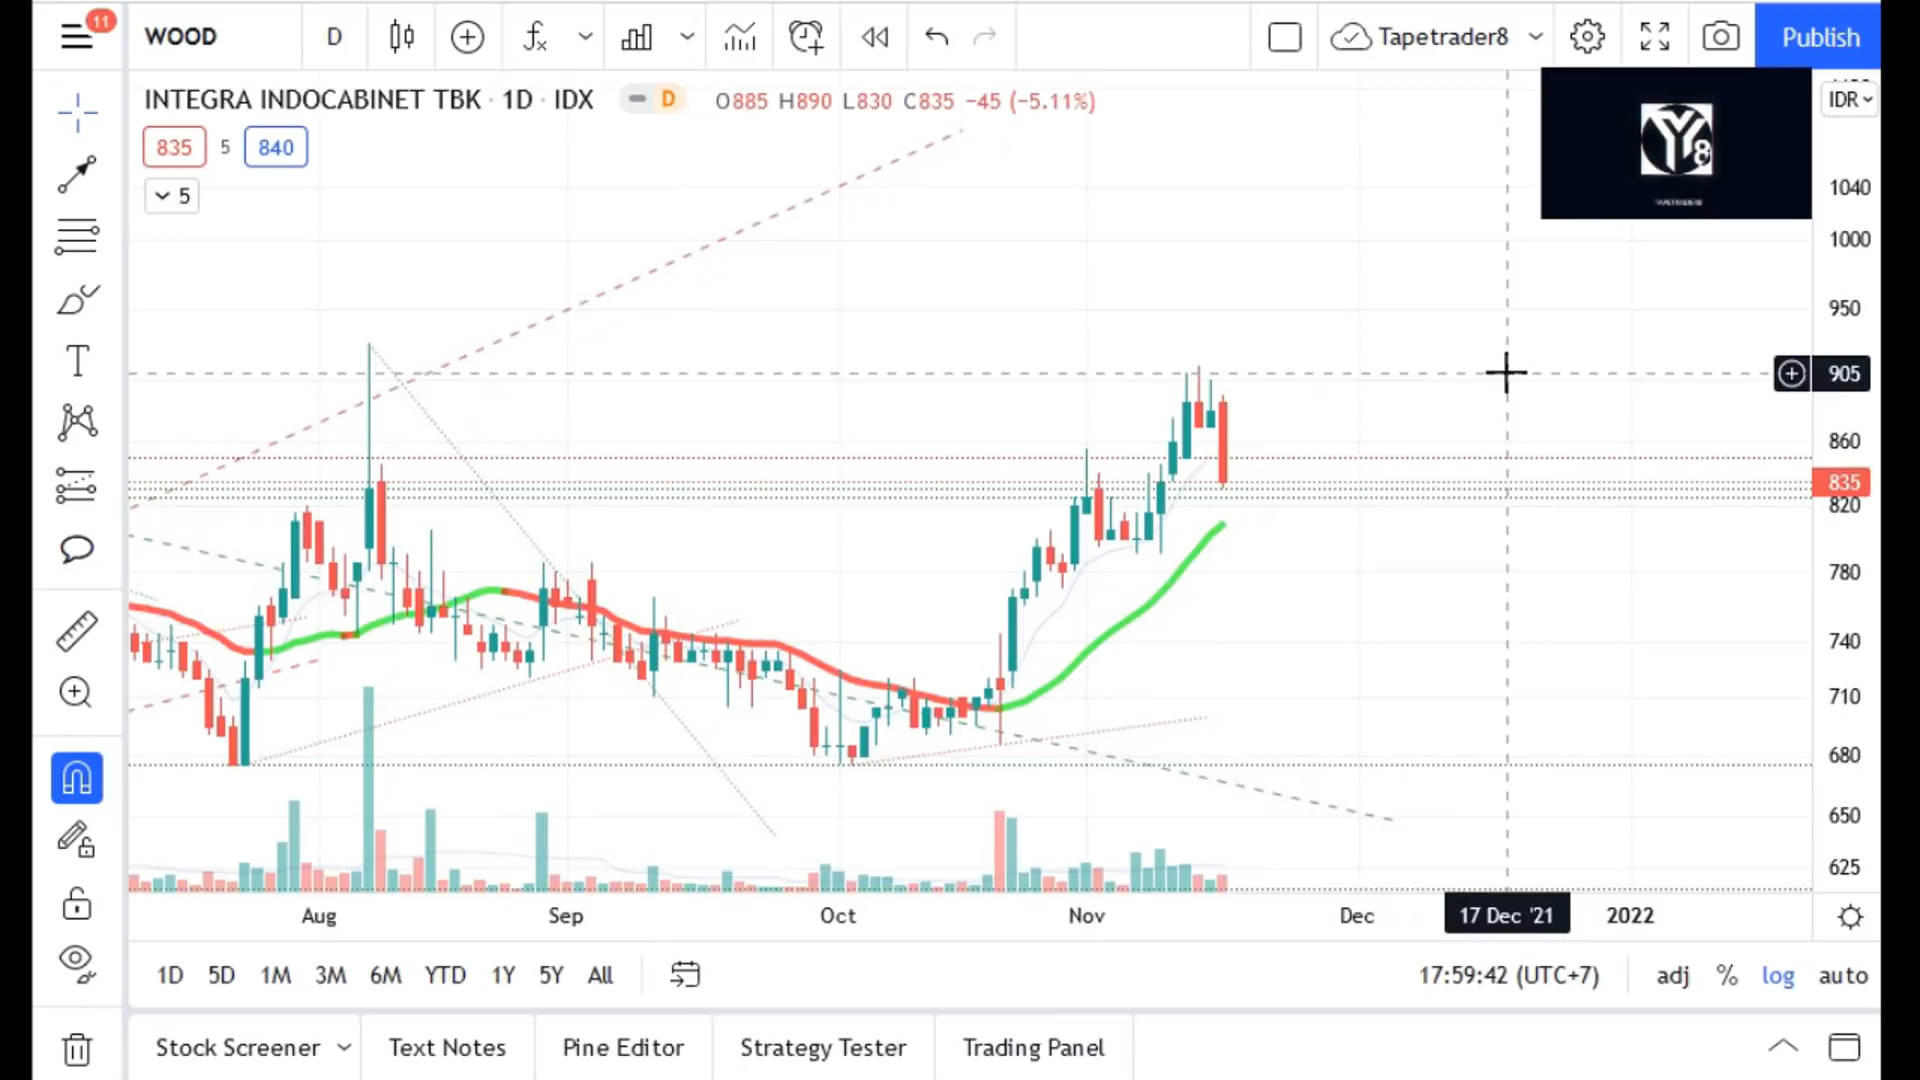 11
WOOD
D
fx
Tapetrader8
Publish
INTEGRA INDOCABINET TBK · 1D · IDX
D
O885 H890 L830 C835 −45 (−5.11%)
835
5
840
5
8
TAPETRADER8
IDR
1040
1000
950
905
860
835
820
780
740
710
680
650
625
Aug
Sep
Oct
Nov
Dec
17 Dec '21
2022
1D
5D
1M
3M
6M
YTD
1Y
5Y
All
17:59:42 (UTC+7)
adj
%
log
auto
Stock Screener
Text Notes
Pine Editor
Strategy Tester
Trading Panel